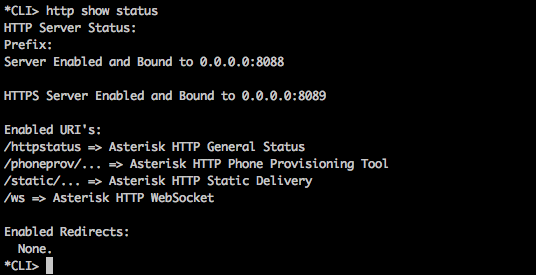 *CLI> http show status
HTTP Server Status:
Prefix:
Server Enabled and Bound to 0.0.0.0:8088
HTTPS Server Enabled and Bound to 0.0.0.0:8089
Enabled URI's:
/httpstatus => Asterisk HTTP General Status
/phoneprov/... => Asterisk HTTP Phone Provisioning Tool
/static/... => Asterisk HTTP Static Delivery
/ws => Asterisk HTTP WebSocket
Enabled Redirects:
None.
*CLI>